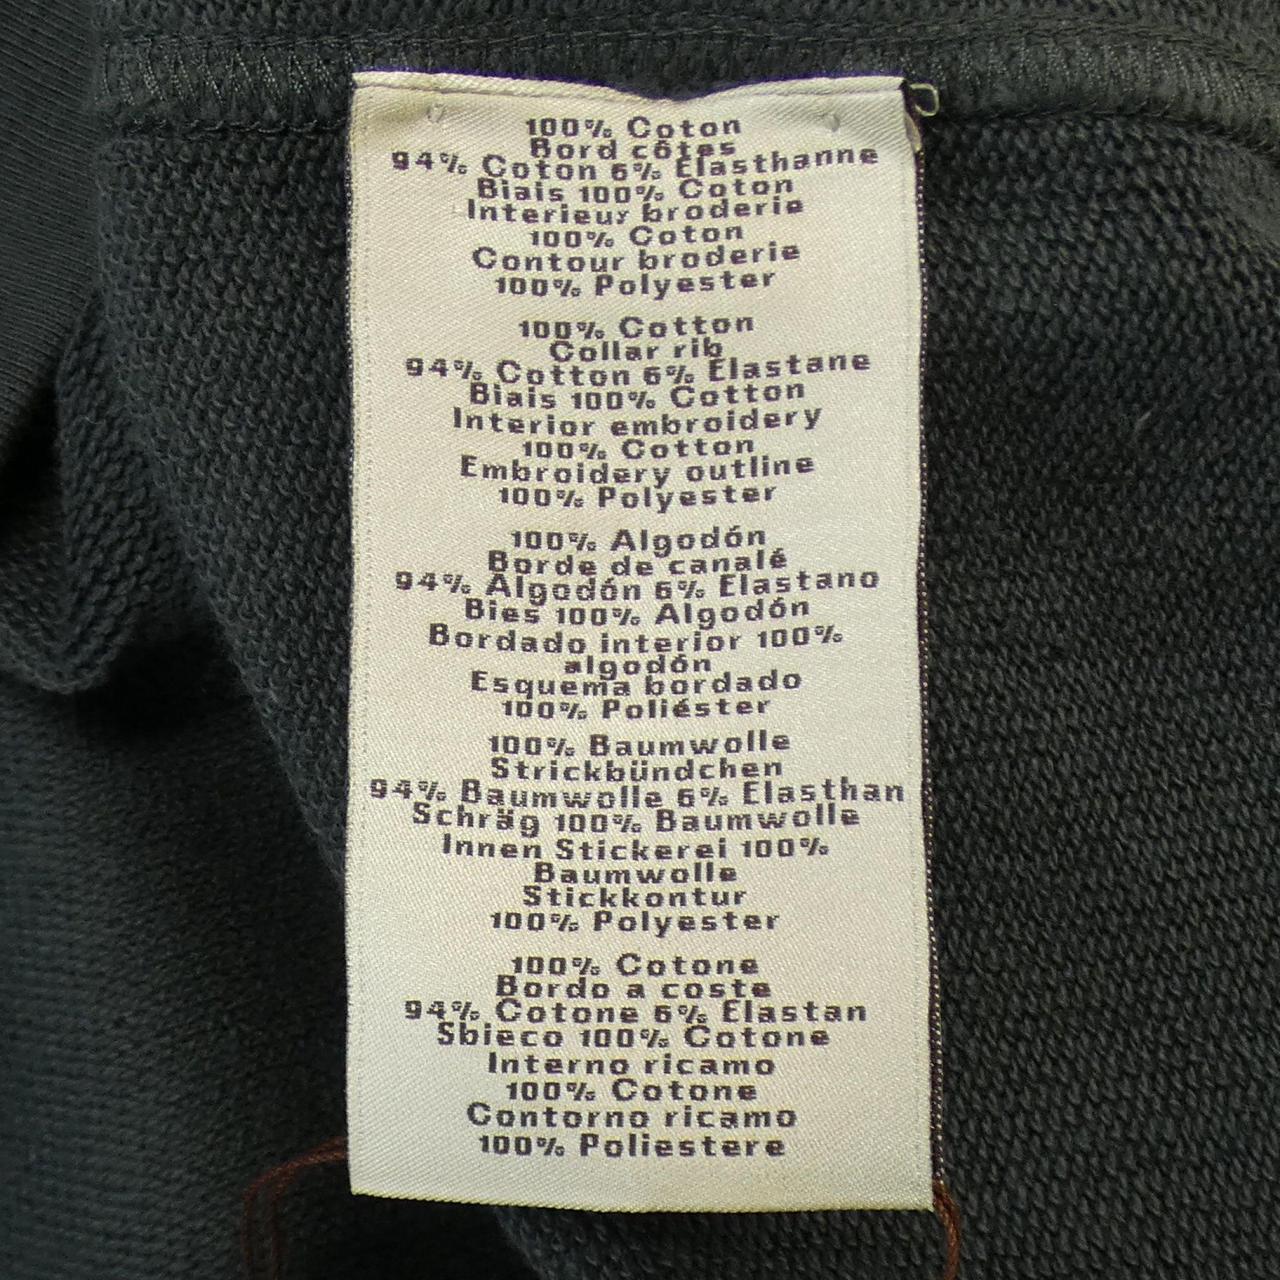 100% Coton
Bord côtes
94% Coton 6% Elasthanne
Biais 100% Coton
Interieur broderie
100% Coton
Contour broderie
100% Polyester
100% Cotton
Collar rib
94% Cotton 6% Elastane
Biais 100% Cotton
Interior embroidery
100% Cotton
Embroidery outline
100% Polyester
100% Algodón
Borde de canalé
94% Algodón 6% Elastano
Bies 100% Algodón
Bordado interior 100%
algodón
Esquema bordado
100% Poliéster
100% Baumwolle
Strickbündchen
94% Baumwolle 6% Elasthan
Schräg 100% Baumwolle
Innen Stickerei 100%
Baumwolle
Stickkontur
100% Polyester
100% Cotone
Bordo a coste
94% Cotone 6% Elastan
Sbieco 100% Cotone
Interno ricamo
100% Cotone
Contorno ricamo
100% Poliestere